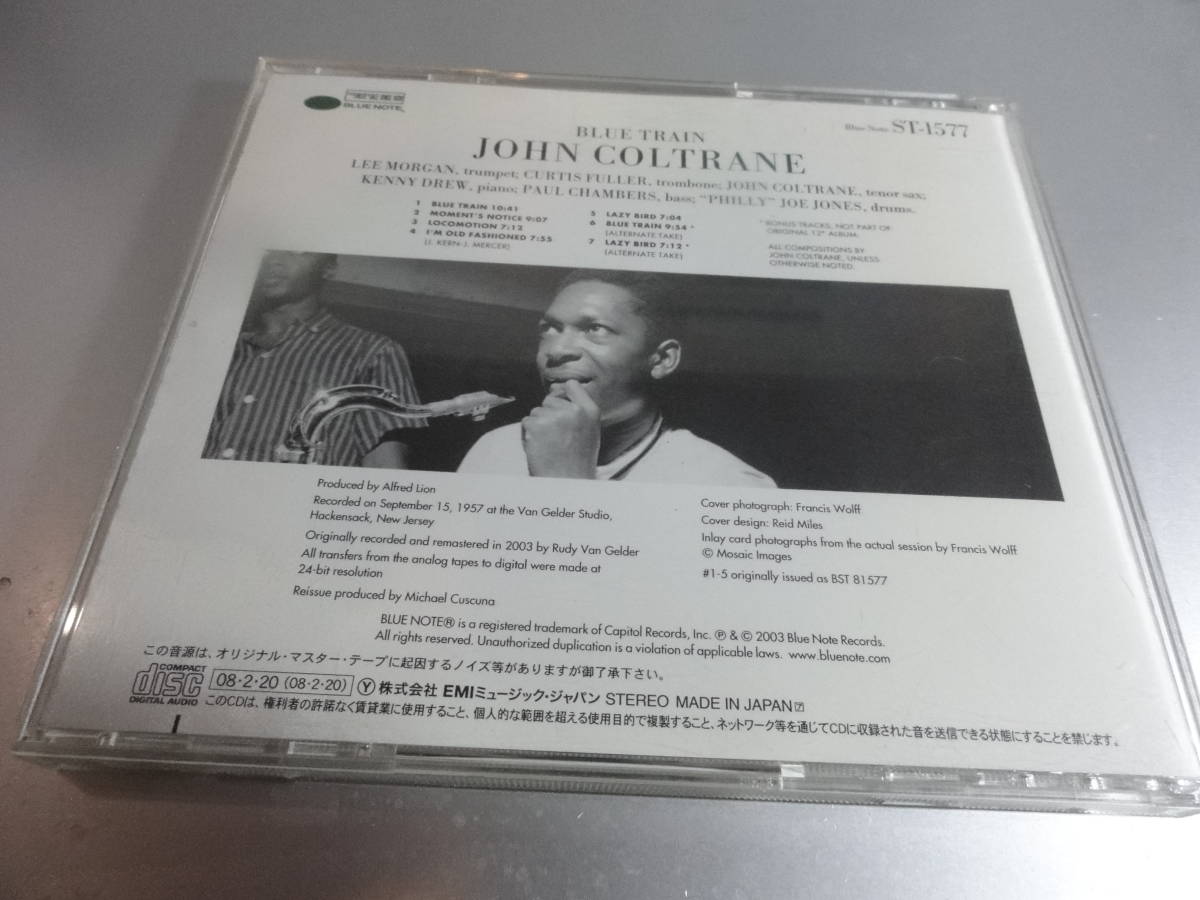 BLUE NOTE
Blue Note ST-1577
BLUE TRAIN
JOHN COLTRANE
LEE MORGAN, trumpet; CURTIS FULLER, trombone; JOHN COLTRANE, tenor sax;
KENNY DREW, piano; PAUL CHAMBERS, bass; "PHILLY" JOE JONES, drums.
1 BLUE TRAIN 10:41
2 MOMENT'S NOTICE 9:07
3 LOCOMOTION 7:12
4 I'M OLD FASHIONED 7:55
(J. KERN-J. MERCER)
5 LAZY BIRD 7:04
6 BLUE TRAIN 9:54 *
(ALTERNATE TAKE)
7 LAZY BIRD 7:12 *
(ALTERNATE TAKE)
* BONUS TRACKS, NOT PART OF
ORIGINAL 12" ALBUM.
ALL COMPOSITIONS BY
JOHN COLTRANE, UNLESS
OTHERWISE NOTED.
Produced by Alfred Lion
Recorded on September 15, 1957 at the Van Gelder Studio,
Hackensack, New Jersey
Originally recorded and remastered in 2003 by Rudy Van Gelder
All transfers from the analog tapes to digital were made at
24-bit resolution
Reissue produced by Michael Cuscuna
Cover photograph: Francis Wolff
Cover design: Reid Miles
Inlay card photographs from the actual session by Francis Wolff
© Mosaic Images
#1-5 originally issued as BST 81577
BLUE NOTE® is a registered trademark of Capitol Records, Inc. ℗ & © 2003 Blue Note Records.
All rights reserved. Unauthorized duplication is a violation of applicable laws. www.bluenote.com
この音源は、オリジナル・マスター・テープに起因するノイズ等がありますが御了承下さい。
COMPACT disc DIGITAL AUDIO
08・2・20 (08・2・20) Ⓨ 株式会社 EMIミュージック・ジャパン STEREO MADE IN JAPAN
このCDは、権利者の許諾なく賃貸業に使用すること、個人的な範囲を超える使用目的で複製すること、ネットワーク等を通じてCDに収録された音を送信できる状態にすることを禁じます。